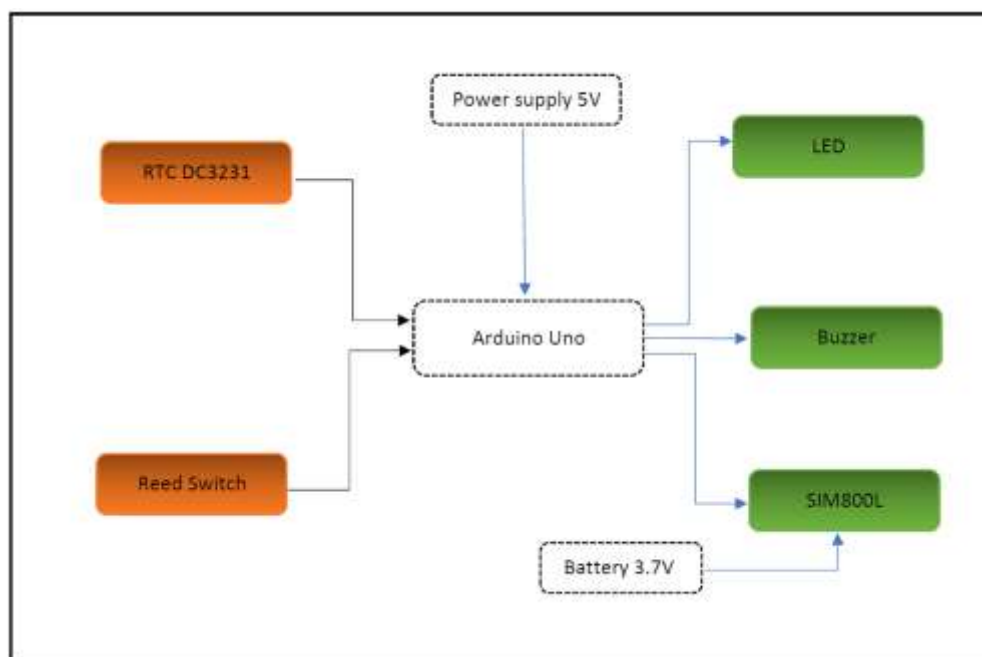 Power supply 5V
RTC DC3231
LED
Arduino Uno
Buzzer
Reed Switch
SIM800L
Battery 3.7V